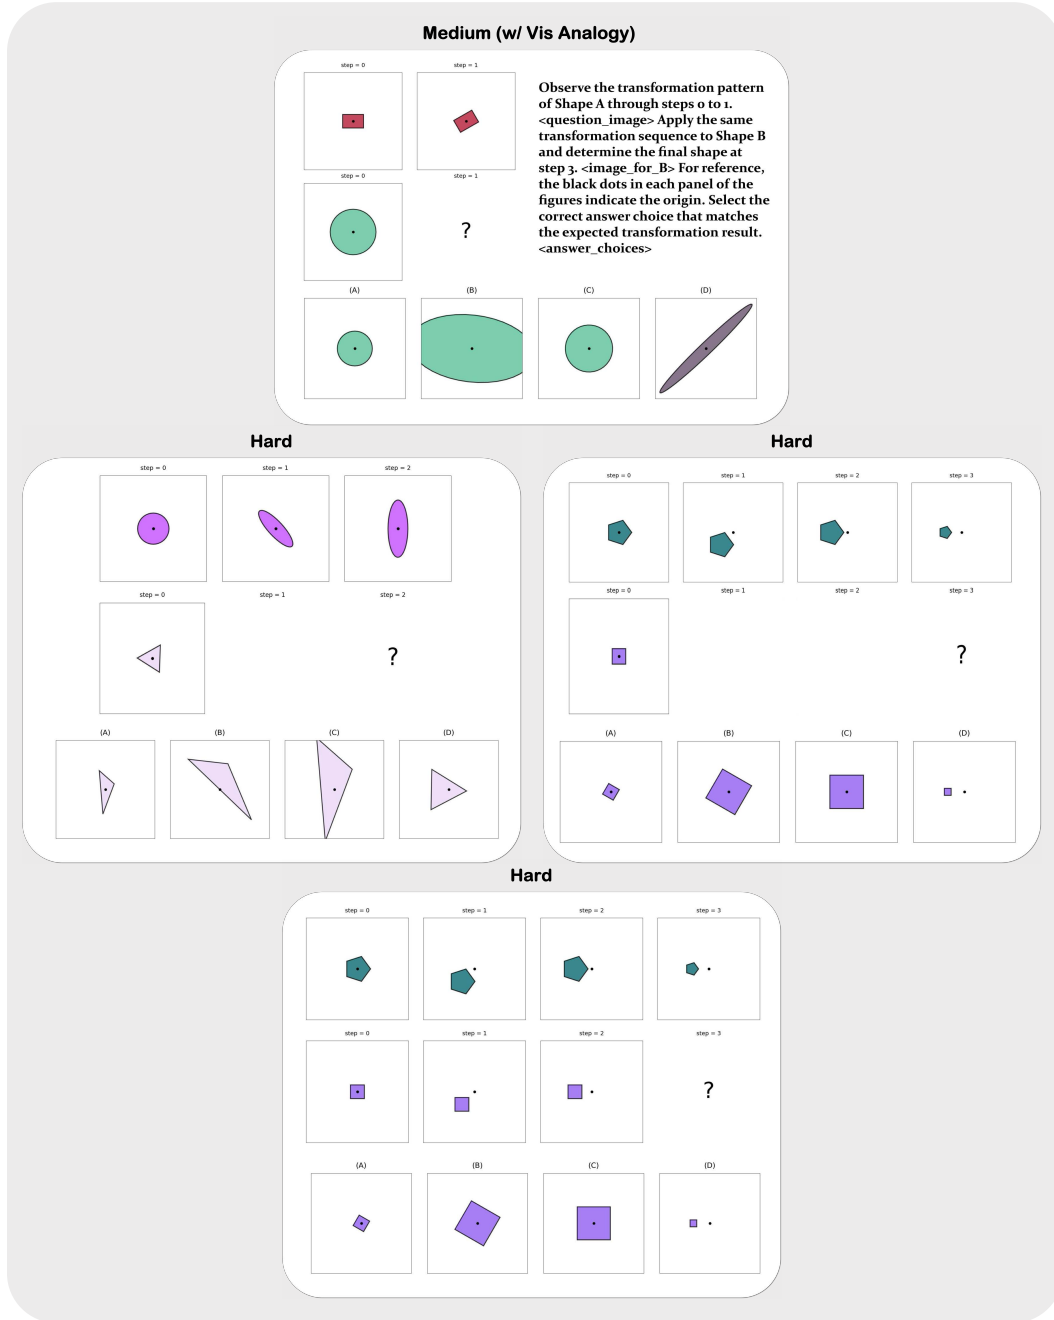 Medium (w/ Vis Analogy)
step = 0
step = 1
Observe the transformation pattern
of Shape A through steps 0 to 1.
<question_image> Apply the same
transformation sequence to Shape B
and determine the final shape at
step 3. <image_for_B> For reference,
the black dots in each panel of the
figures indicate the origin. Select the
correct answer choice that matches
the expected transformation result.
<answer_choices>
step = 0
step = 1
?
(A)
(B)
(C)
(D)
Hard
step = 0
step = 1
step = 2
step = 0
step = 1
step = 2
?
(A)
(B)
(C)
(D)
Hard
step = 0
step = 1
step = 2
step = 3
step = 0
step = 1
step = 2
step = 3
?
(A)
(B)
(C)
(D)
Hard
step = 0
step = 1
step = 2
step = 3
step = 0
step = 1
step = 2
step = 3
?
(A)
(B)
(C)
(D)